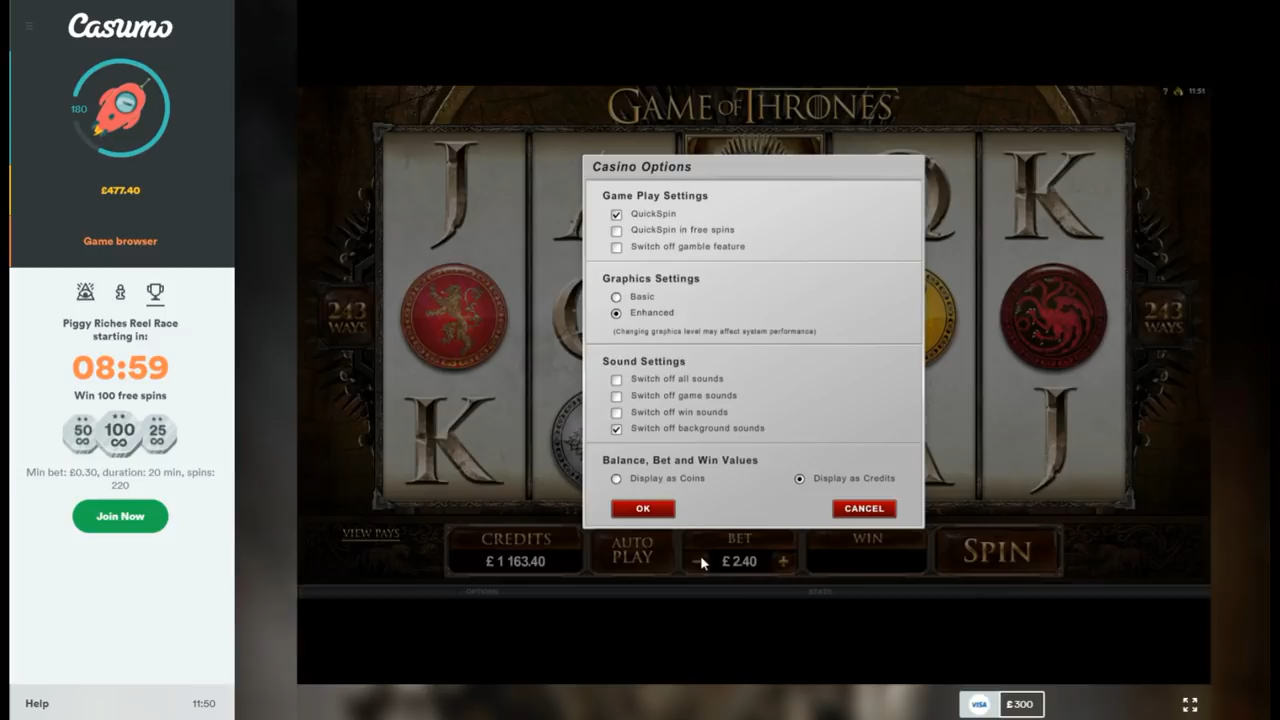 Casumo
180
£477.40
Game browser
Piggy Riches Reel Race
starting in:
08:59
Win 100 free spins
50 100 25
Min bet: £0.30, duration: 20 min, spins:
220
Join Now
Help 11:50
GAME OF THRONES
? 11:51
J Q K
243
WAYS
243
WAYS
K A J
Casino Options
Game Play Settings
QuickSpin
QuickSpin in free spins
Switch off gamble feature
Graphics Settings
Basic
Enhanced
(Changing graphics level may affect system performance)
Sound Settings
Switch off all sounds
Switch off game sounds
Switch off win sounds
Switch off background sounds
Balance, Bet and Win Values
Display as Coins Display as Credits
OK CANCEL
VIEW PAYS
CREDITS
£1 163.40
AUTO
PLAY
BET
£2.40
WIN
SPIN
OPTIONS STATS
VISA £300